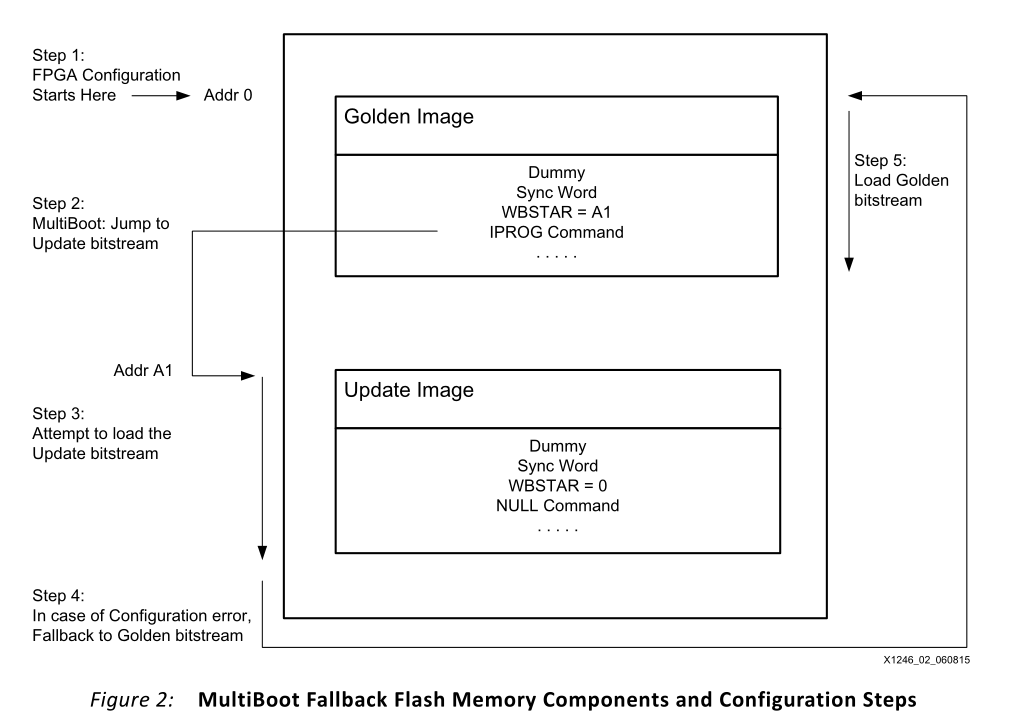 Step 1:
FPGA Configuration
Starts Here
Addr 0
Golden Image
Dummy
Sync Word
WBSTAR = A1
IPROG Command
. . . . .
Step 5:
Load Golden
bitstream
Step 2:
MultiBoot: Jump to
Update bitstream
Addr A1
Step 3:
Attempt to load the
Update bitstream
Update Image
Dummy
Sync Word
WBSTAR = 0
NULL Command
. . . . .
Step 4:
In case of Configuration error,
Fallback to Golden bitstream
X1246_02_060815
Figure 2: MultiBoot Fallback Flash Memory Components and Configuration Steps